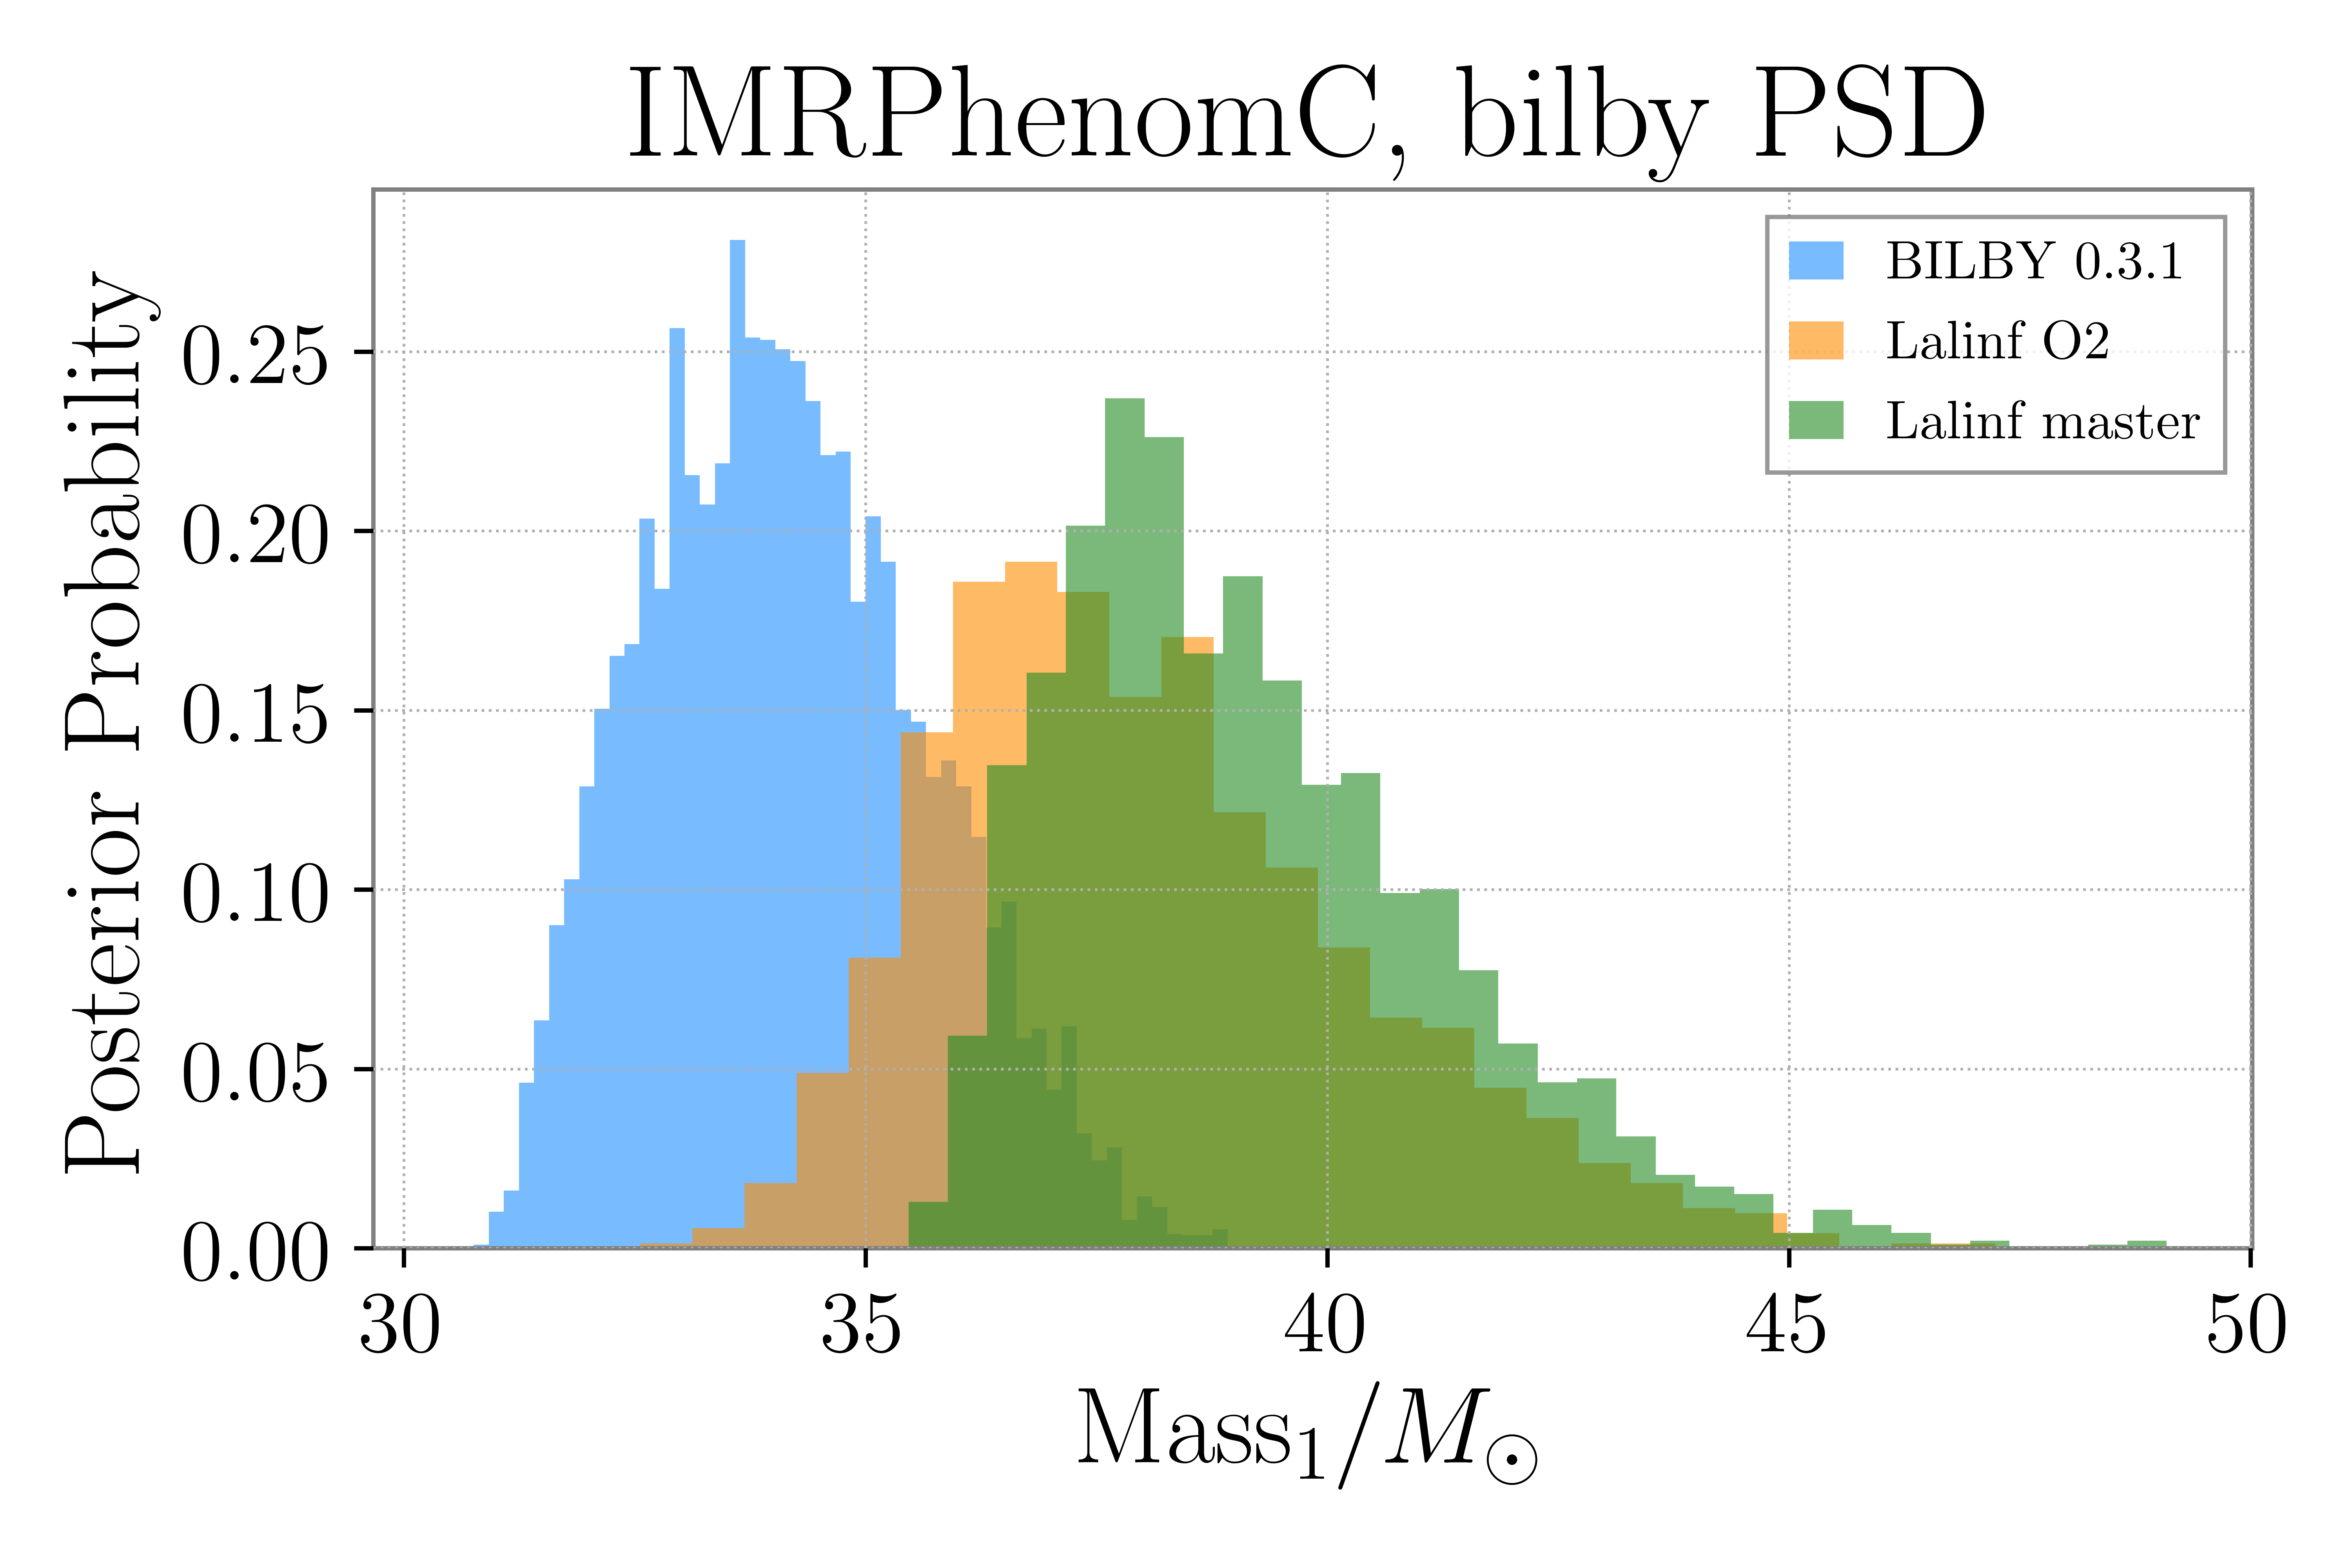 IMRPhenomC, bilby PSD
Posterior Probability
0.25
0.20
0.15
0.10
0.05
0.00
BILBY 0.3.1
Lalinf O2
Lalinf master
30 35 40 45 50
Mass₁/M⊙